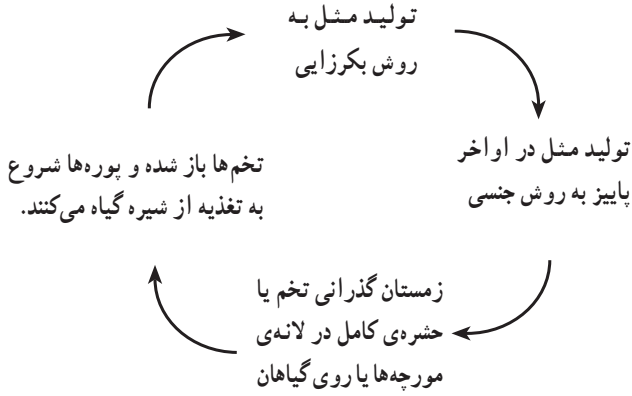 تولید مثل به
روش بکرزایی
تولید مثل در اواخر
پاییز به روش جنسی
زمستان گذرانی تخم یا
حشره‌ی کامل در لانه‌ی
مورچه‌ها یا روی گیاهان
تخم‌ها باز شده و پوره‌ها شروع
به تغذیه از شیره گیاه می‌کنند.